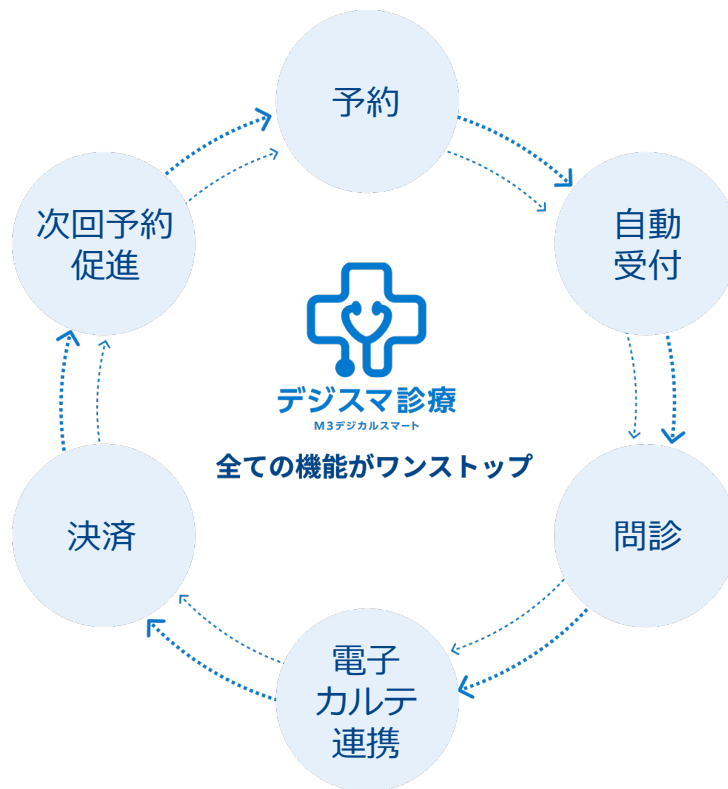 予約
自動
受付
問診
電子
カルテ
連携
決済
次回予約
促進
デジスマ診療
M3デジカルスマート
全ての機能がワンストップ